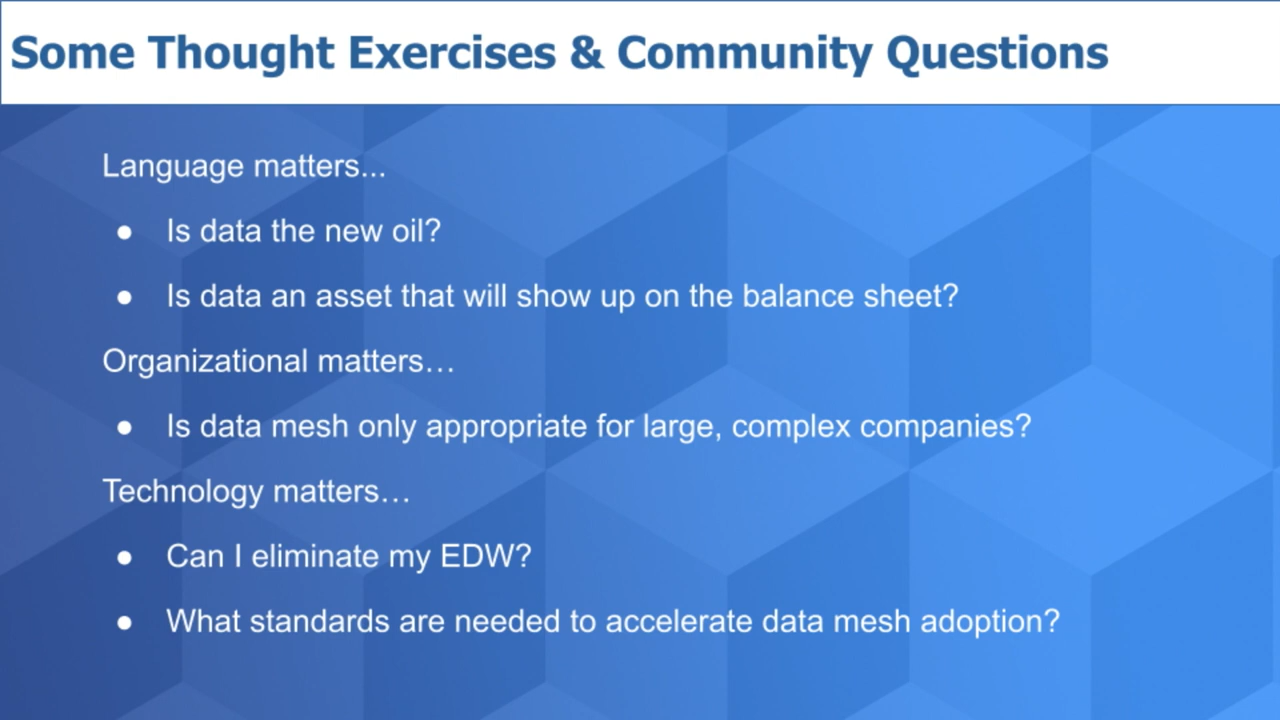 Some Thought Exercises & Community Questions
Language matters...
● Is data the new oil?
● Is data an asset that will show up on the balance sheet?
Organizational matters…
● Is data mesh only appropriate for large, complex companies?
Technology matters…
● Can I eliminate my EDW?
● What standards are needed to accelerate data mesh adoption?